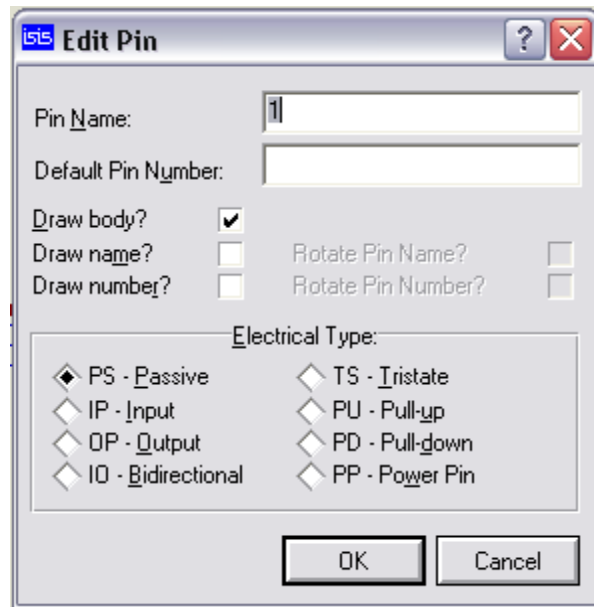 isis Edit Pin
Pin Name: 1
Default Pin Number:
Draw body?
Draw name? Rotate Pin Name?
Draw number? Rotate Pin Number?
Electrical Type:
PS - Passive TS - Tristate
IP - Input PU - Pull-up
OP - Output PD - Pull-down
IO - Bidirectional PP - Power Pin
OK Cancel